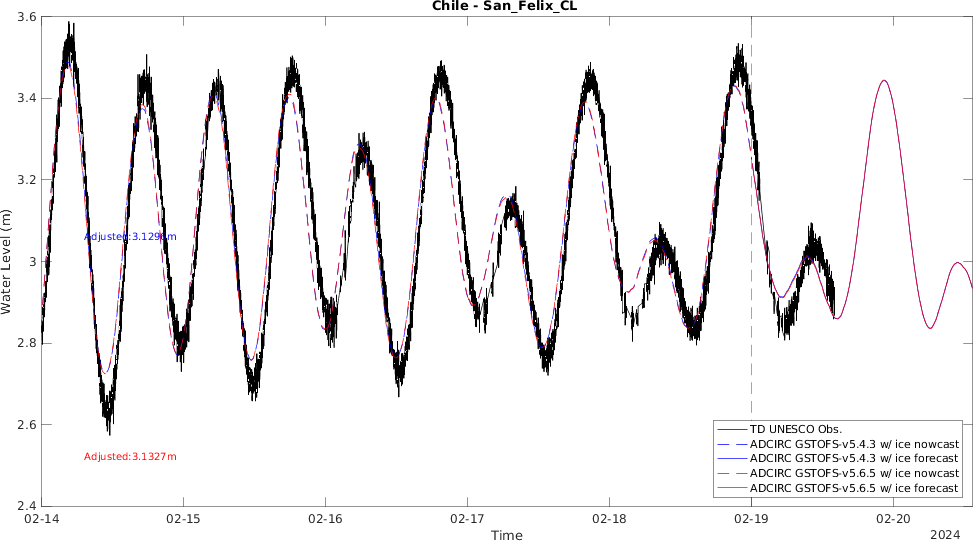 Chile - San_Felix_CL
3.6
3.4
3.2
3
2.8
2.6
2.4
Water Level (m)
Adjusted:3.1296m
Adjusted:3.1327m
TD UNESCO Obs.
ADCIRC GSTOFS-v5.4.3 w/ ice nowcast
ADCIRC GSTOFS-v5.4.3 w/ ice forecast
ADCIRC GSTOFS-v5.6.5 w/ ice nowcast
ADCIRC GSTOFS-v5.6.5 w/ ice forecast
02-14 02-15 02-16 02-17 02-18 02-19 02-20
Time
2024